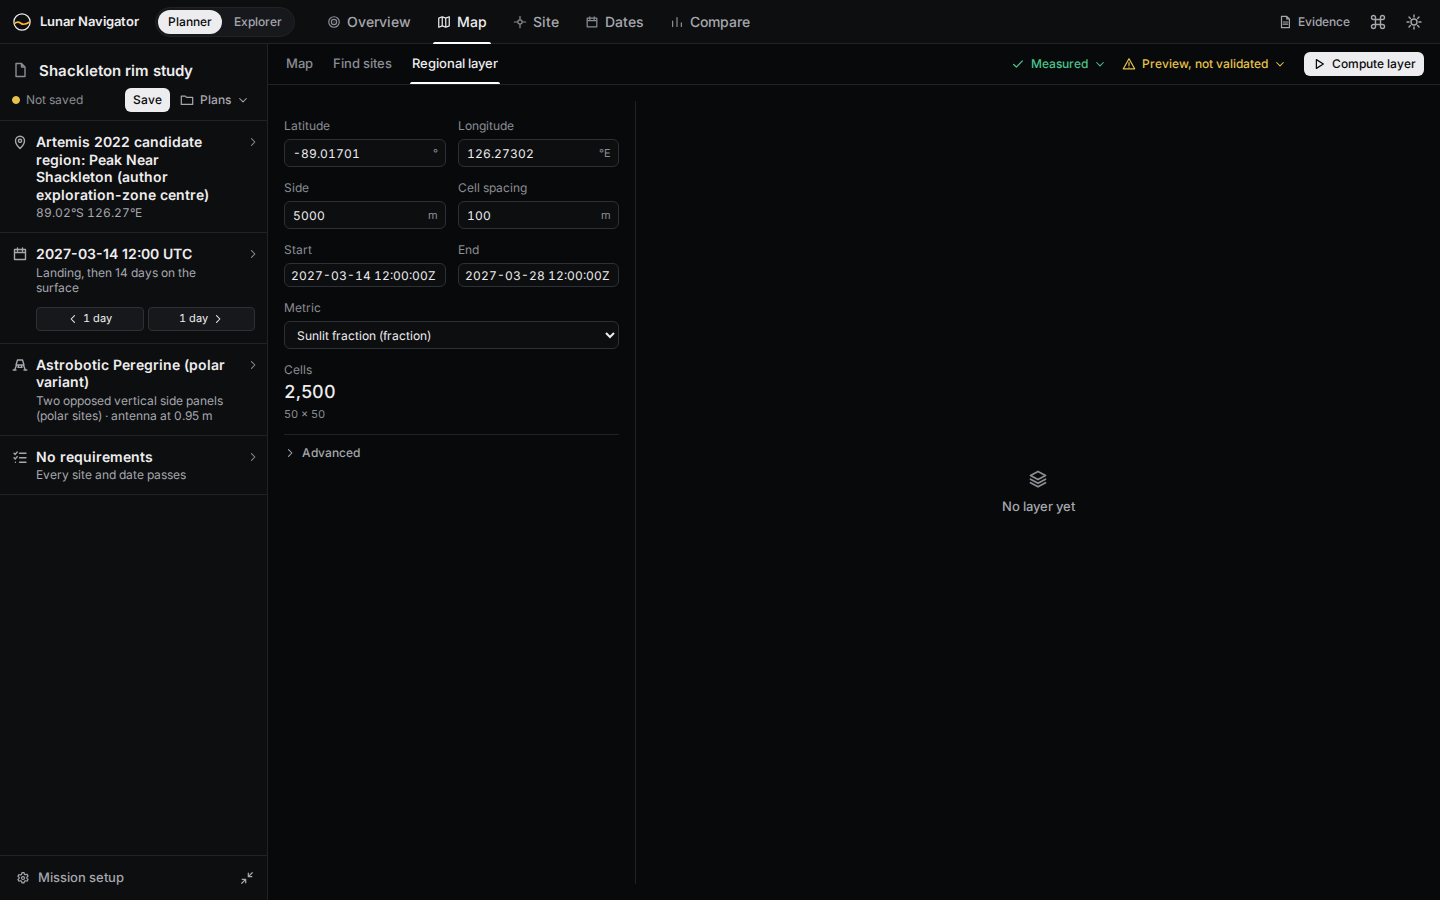 Lunar Navigator
Planner
Explorer
Overview
Map
Site
Dates
Compare
Evidence
Shackleton rim study
Not saved
Save
Plans
Artemis 2022 candidate
region: Peak Near
Shackleton (author
exploration-zone centre)
89.02°S 126.27°E
2027-03-14 12:00 UTC
Landing, then 14 days on the
surface
1 day
1 day
Astrobotic Peregrine (polar
variant)
Two opposed vertical side panels
(polar sites) · antenna at 0.95 m
No requirements
Every site and date passes
Mission setup
Map
Find sites
Regional layer
Measured
Preview, not validated
Compute layer
Latitude
Longitude
-89.01701 °
126.27302 °E
Side
Cell spacing
5000 m
100 m
Start
End
2027-03-14 12:00:00Z
2027-03-28 12:00:00Z
Metric
Sunlit fraction (fraction)
Cells
2,500
50 × 50
Advanced
No layer yet